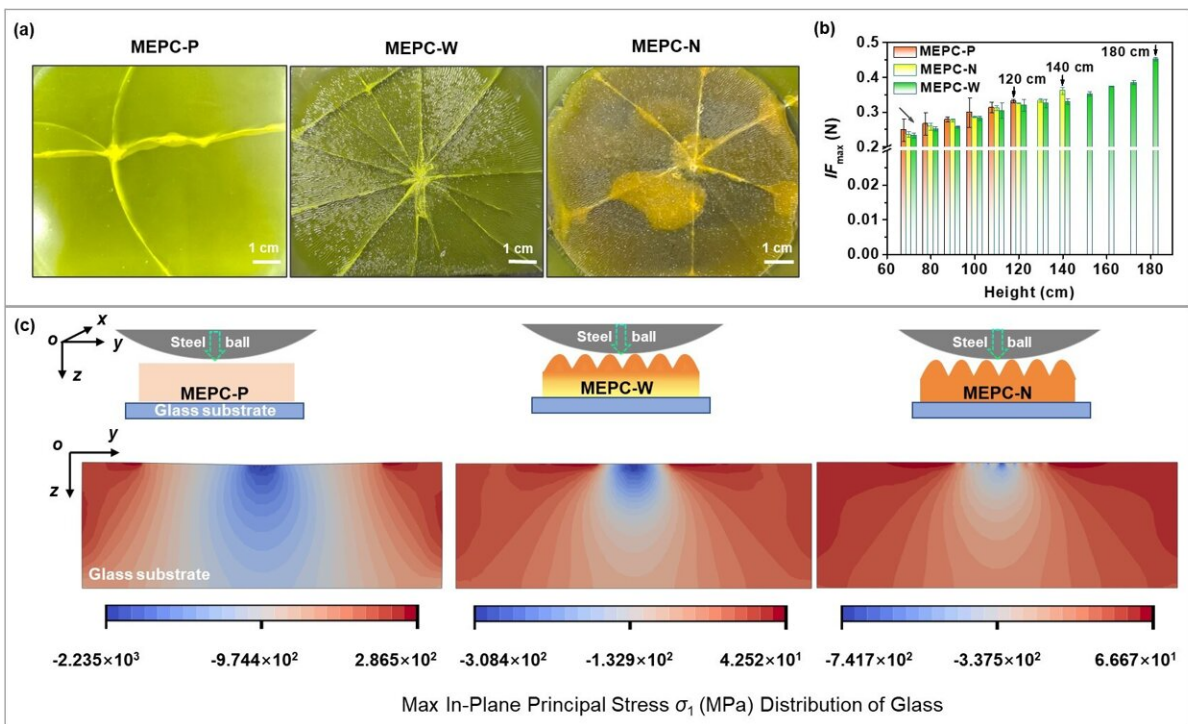 (a)
MEPC-P
MEPC-W
MEPC-N
1 cm
1 cm
1 cm
(b)
MEPC-P
MEPC-N
MEPC-W
120 cm
140 cm
180 cm
0.5
0.4
0.3
0.2
0.02
0.01
0.00
IFmax (N)
60 80 100 120 140 160 180
Height (cm)
(c)
o x y z
Steel ball
MEPC-P
Glass substrate
Steel ball
MEPC-W
Steel ball
MEPC-N
o y z
Glass substrate
-2.235×10³ -9.744×10² 2.865×10²
-3.084×10² -1.329×10² 4.252×10¹
-7.417×10² -3.375×10² 6.667×10¹
Max In-Plane Principal Stress σ₁ (MPa) Distribution of Glass